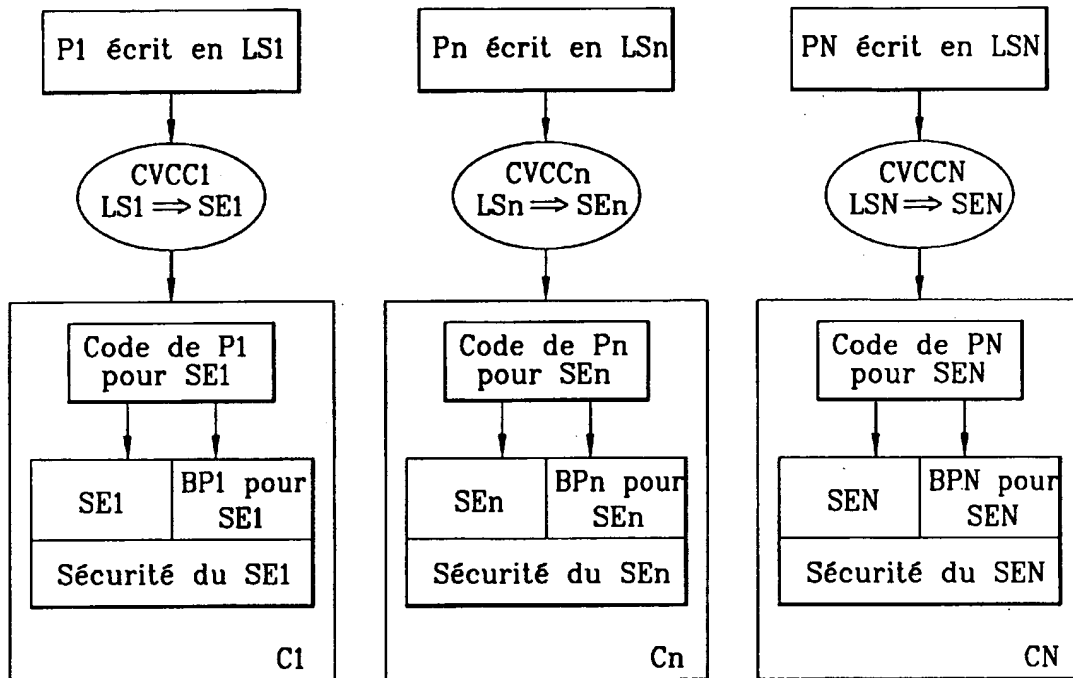 P1 écrit en LS1
CVCC1
LS1 ⇒ SE1
Code de P1
pour SE1
SE1
BP1 pour
SE1
Sécurité du SE1
C1
Pn écrit en LSn
CVCCn
LSn ⇒ SEn
Code de Pn
pour SEn
SEn
BPn pour
SEn
Sécurité du SEn
Cn
PN écrit en LSN
CVCCN
LSN ⇒ SEN
Code de PN
pour SEN
SEN
BPN pour
SEN
Sécurité du SEN
CN